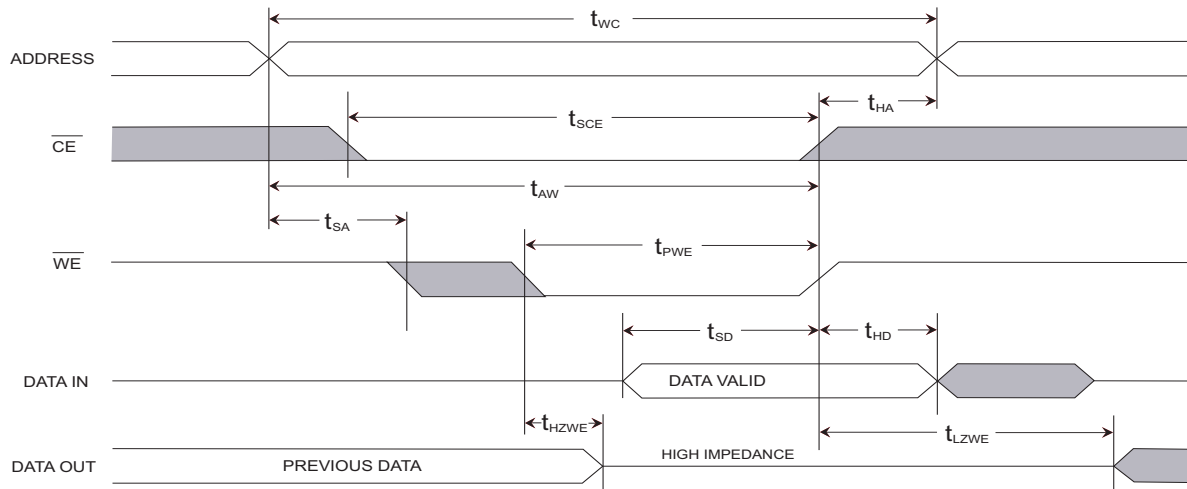 tWC
ADDRESS
tHA
tSCE
CE
tAW
tSA
tPWE
WE
tSD
tHD
DATA IN
DATA VALID
tHZWE
tLZWE
DATA OUT
PREVIOUS DATA
HIGH IMPEDANCE